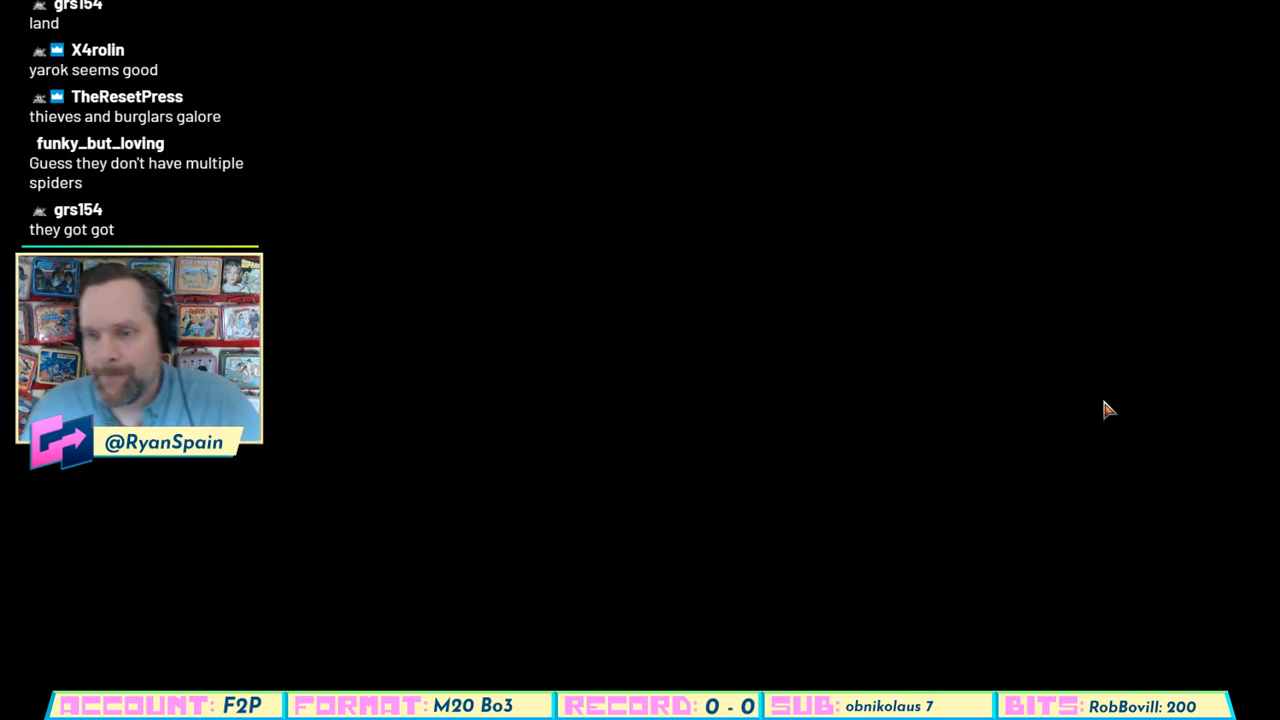 grs154
land
X4rolin
yarok seems good
TheResetPress
thieves and burglars galore
funky_but_loving
Guess they don't have multiple
spiders
grs154
they got got
@RyanSpain
ACCOUNT: F2P
FORMAT: M20 Bo3
RECORD: 0 - 0
SUB: obnikolaus 7
BITS: RobBovill: 200